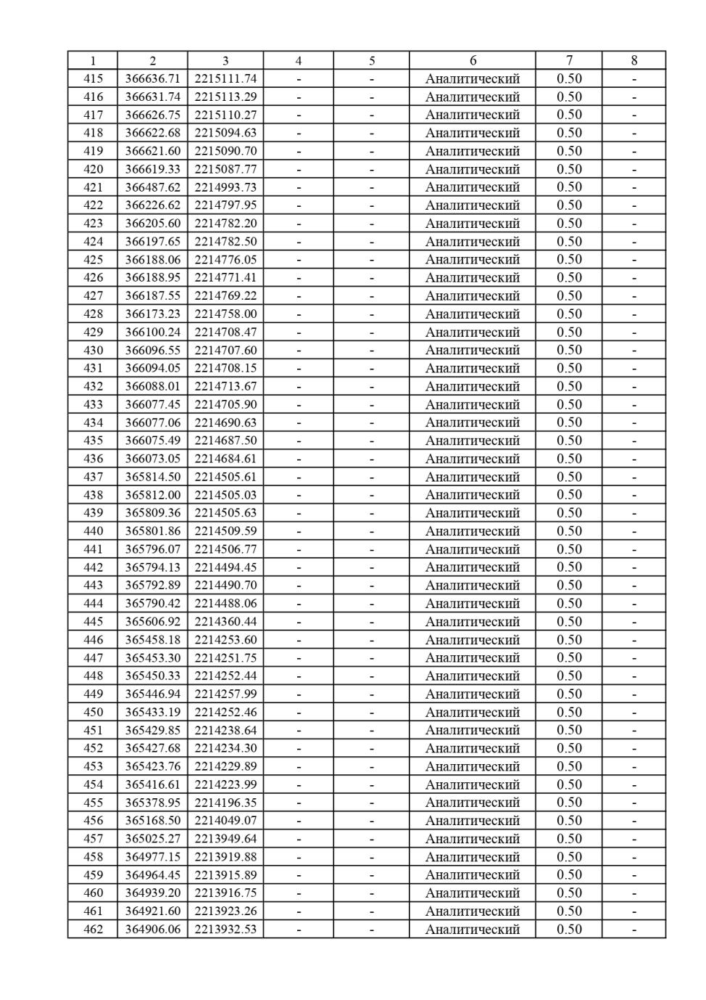 1 2 3 4 5 6 7 8
415 366636.71 2215111.74 - - Аналитический 0.50 -
416 366631.74 2215113.29 - - Аналитический 0.50 -
417 366626.75 2215110.27 - - Аналитический 0.50 -
418 366622.68 2215094.63 - - Аналитический 0.50 -
419 366621.60 2215090.70 - - Аналитический 0.50 -
420 366619.33 2215087.77 - - Аналитический 0.50 -
421 366487.62 2214993.73 - - Аналитический 0.50 -
422 366226.62 2214797.95 - - Аналитический 0.50 -
423 366205.60 2214782.20 - - Аналитический 0.50 -
424 366197.65 2214782.50 - - Аналитический 0.50 -
425 366188.06 2214776.05 - - Аналитический 0.50 -
426 366188.95 2214771.41 - - Аналитический 0.50 -
427 366187.55 2214769.22 - - Аналитический 0.50 -
428 366173.23 2214758.00 - - Аналитический 0.50 -
429 366100.24 2214708.47 - - Аналитический 0.50 -
430 366096.55 2214707.60 - - Аналитический 0.50 -
431 366094.05 2214708.15 - - Аналитический 0.50 -
432 366088.01 2214713.67 - - Аналитический 0.50 -
433 366077.45 2214705.90 - - Аналитический 0.50 -
434 366077.06 2214690.63 - - Аналитический 0.50 -
435 366075.49 2214687.50 - - Аналитический 0.50 -
436 366073.05 2214684.61 - - Аналитический 0.50 -
437 365814.50 2214505.61 - - Аналитический 0.50 -
438 365812.00 2214505.03 - - Аналитический 0.50 -
439 365809.36 2214505.63 - - Аналитический 0.50 -
440 365801.86 2214509.59 - - Аналитический 0.50 -
441 365796.07 2214506.77 - - Аналитический 0.50 -
442 365794.13 2214494.45 - - Аналитический 0.50 -
443 365792.89 2214490.70 - - Аналитический 0.50 -
444 365790.42 2214488.06 - - Аналитический 0.50 -
445 365606.92 2214360.44 - - Аналитический 0.50 -
446 365458.18 2214253.60 - - Аналитический 0.50 -
447 365453.30 2214251.75 - - Аналитический 0.50 -
448 365450.33 2214252.44 - - Аналитический 0.50 -
449 365446.94 2214257.99 - - Аналитический 0.50 -
450 365433.19 2214252.46 - - Аналитический 0.50 -
451 365429.85 2214238.64 - - Аналитический 0.50 -
452 365427.68 2214234.30 - - Аналитический 0.50 -
453 365423.76 2214229.89 - - Аналитический 0.50 -
454 365416.61 2214223.99 - - Аналитический 0.50 -
455 365378.95 2214196.35 - - Аналитический 0.50 -
456 365168.50 2214049.07 - - Аналитический 0.50 -
457 365025.27 2213949.64 - - Аналитический 0.50 -
458 364977.15 2213919.88 - - Аналитический 0.50 -
459 364964.45 2213915.89 - - Аналитический 0.50 -
460 364939.20 2213916.75 - - Аналитический 0.50 -
461 364921.60 2213923.26 - - Аналитический 0.50 -
462 364906.06 2213932.53 - - Аналитический 0.50 -